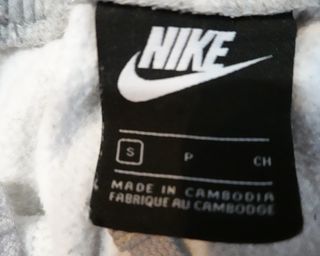 NIKE
S P CH
MADE IN CAMBODIA
FABRIQUE AU CAMBODGE